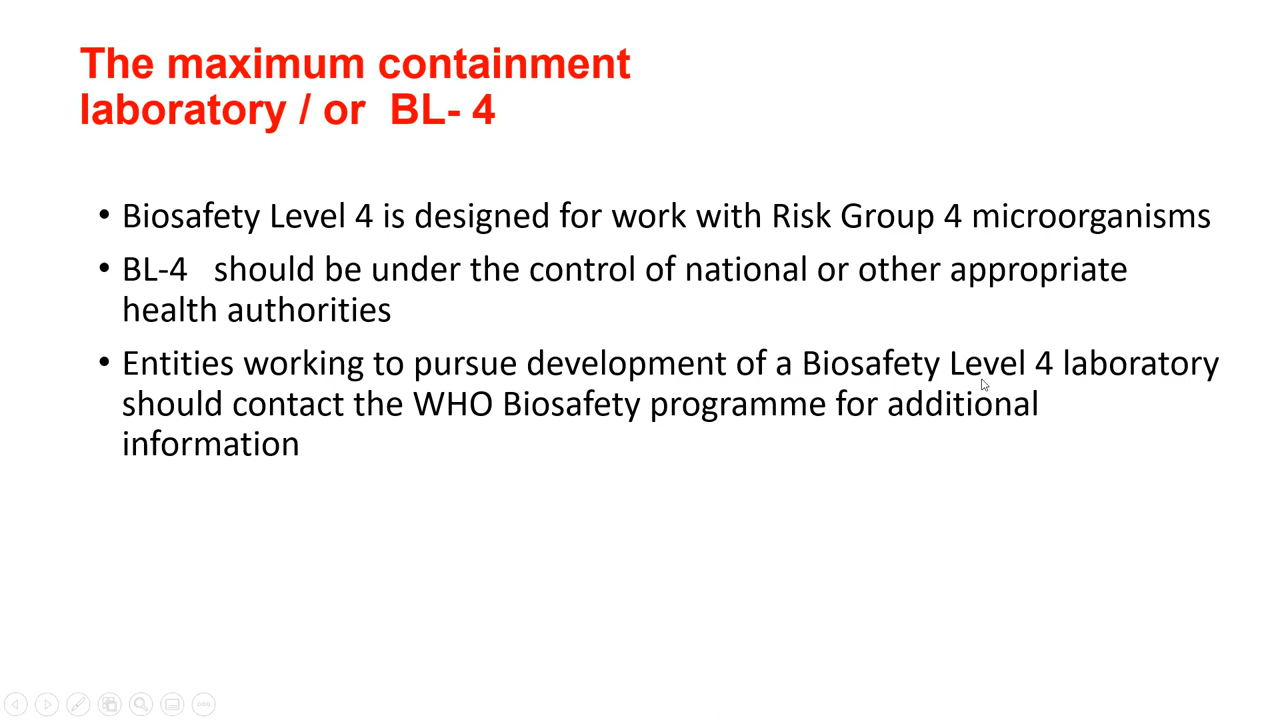 The maximum containment
laboratory / or  BL- 4
• Biosafety Level 4 is designed for work with Risk Group 4 microorganisms
• BL-4   should be under the control of national or other appropriate
health authorities
• Entities working to pursue development of a Biosafety Level 4 laboratory
should contact the WHO Biosafety programme for additional
information